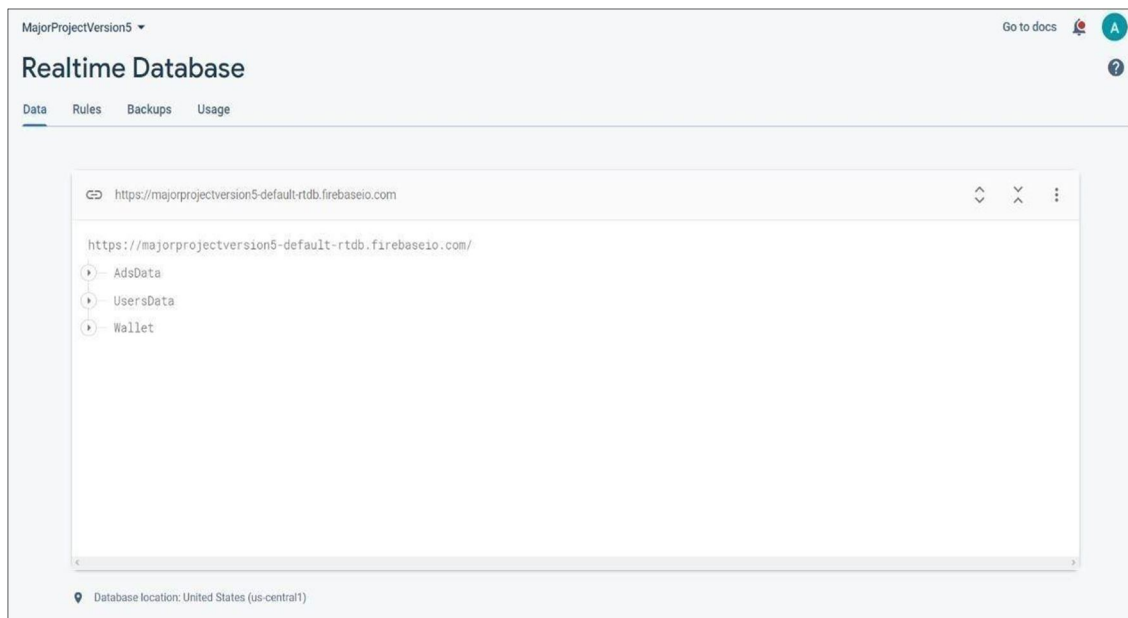 MajorProjectVersion5
Go to docs
A
Realtime Database
Data Rules Backups Usage
https://majorprojectversion5-default-rtdb.firebaseio.com
https://majorprojectversion5-default-rtdb.firebaseio.com/
AdsData
UsersData
Wallet
Database location: United States (us-central1)